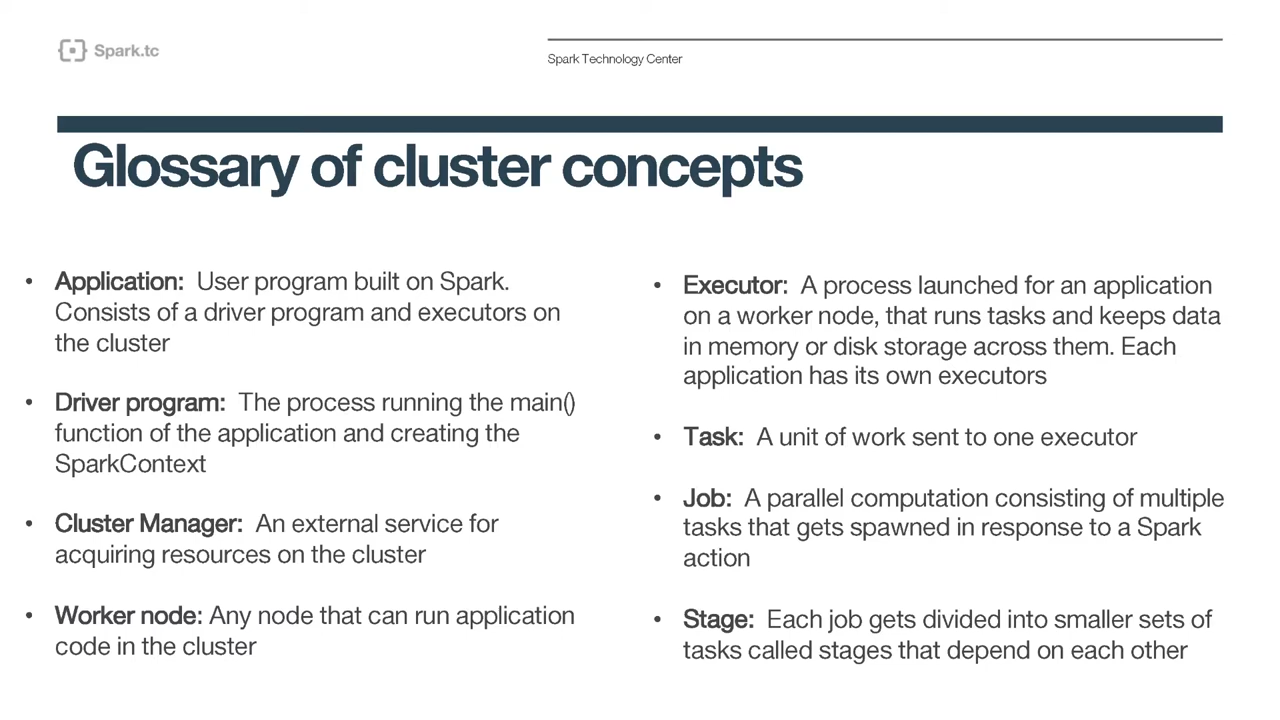 Spark.tc
Spark Technology Center
Glossary of cluster concepts
• Application: User program built on Spark.
Consists of a driver program and executors on
the cluster
• Driver program: The process running the main()
function of the application and creating the
SparkContext
• Cluster Manager: An external service for
acquiring resources on the cluster
• Worker node: Any node that can run application
code in the cluster
• Executor: A process launched for an application
on a worker node, that runs tasks and keeps data
in memory or disk storage across them. Each
application has its own executors
• Task: A unit of work sent to one executor
• Job: A parallel computation consisting of multiple
tasks that gets spawned in response to a Spark
action
• Stage: Each job gets divided into smaller sets of
tasks called stages that depend on each other